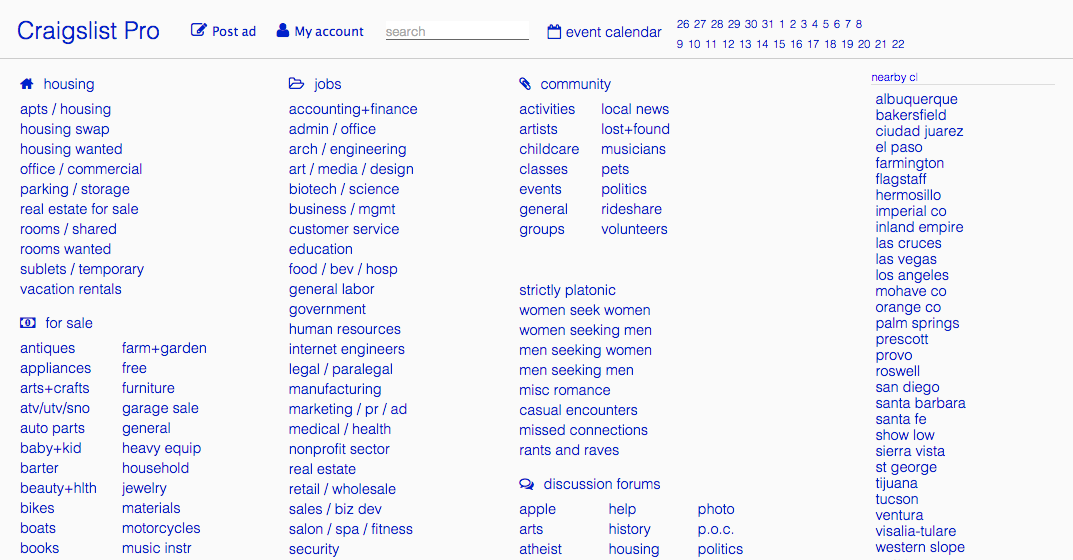 Craigslist Pro
Post ad
My account
search
event calendar
26 27 28 29 30 31 1 2 3 4 5 6 7 8
9 10 11 12 13 14 15 16 17 18 19 20 21 22
housing
apts / housing
housing swap
housing wanted
office / commercial
parking / storage
real estate for sale
rooms / shared
rooms wanted
sublets / temporary
vacation rentals
for sale
antiques farm+garden
appliances free
arts+crafts furniture
atv/utv/sno garage sale
auto parts general
baby+kid heavy equip
barter household
beauty+hlth jewelry
bikes materials
boats motorcycles
books music instr
jobs
accounting+finance
admin / office
arch / engineering
art / media / design
biotech / science
business / mgmt
customer service
education
food / bev / hosp
general labor
government
human resources
internet engineers
legal / paralegal
manufacturing
marketing / pr / ad
medical / health
nonprofit sector
real estate
retail / wholesale
sales / biz dev
salon / spa / fitness
security
community
activities local news
artists lost+found
childcare musicians
classes pets
events politics
general rideshare
groups volunteers
strictly platonic
women seek women
women seeking men
men seeking women
men seeking men
misc romance
casual encounters
missed connections
rants and raves
discussion forums
apple help photo
arts history p.o.c.
atheist housing politics
nearby cl
albuquerque
bakersfield
ciudad juarez
el paso
farmington
flagstaff
hermosillo
imperial co
inland empire
las cruces
las vegas
los angeles
mohave co
orange co
palm springs
prescott
provo
roswell
san diego
santa barbara
santa fe
show low
sierra vista
st george
tijuana
tucson
ventura
visalia-tulare
western slope